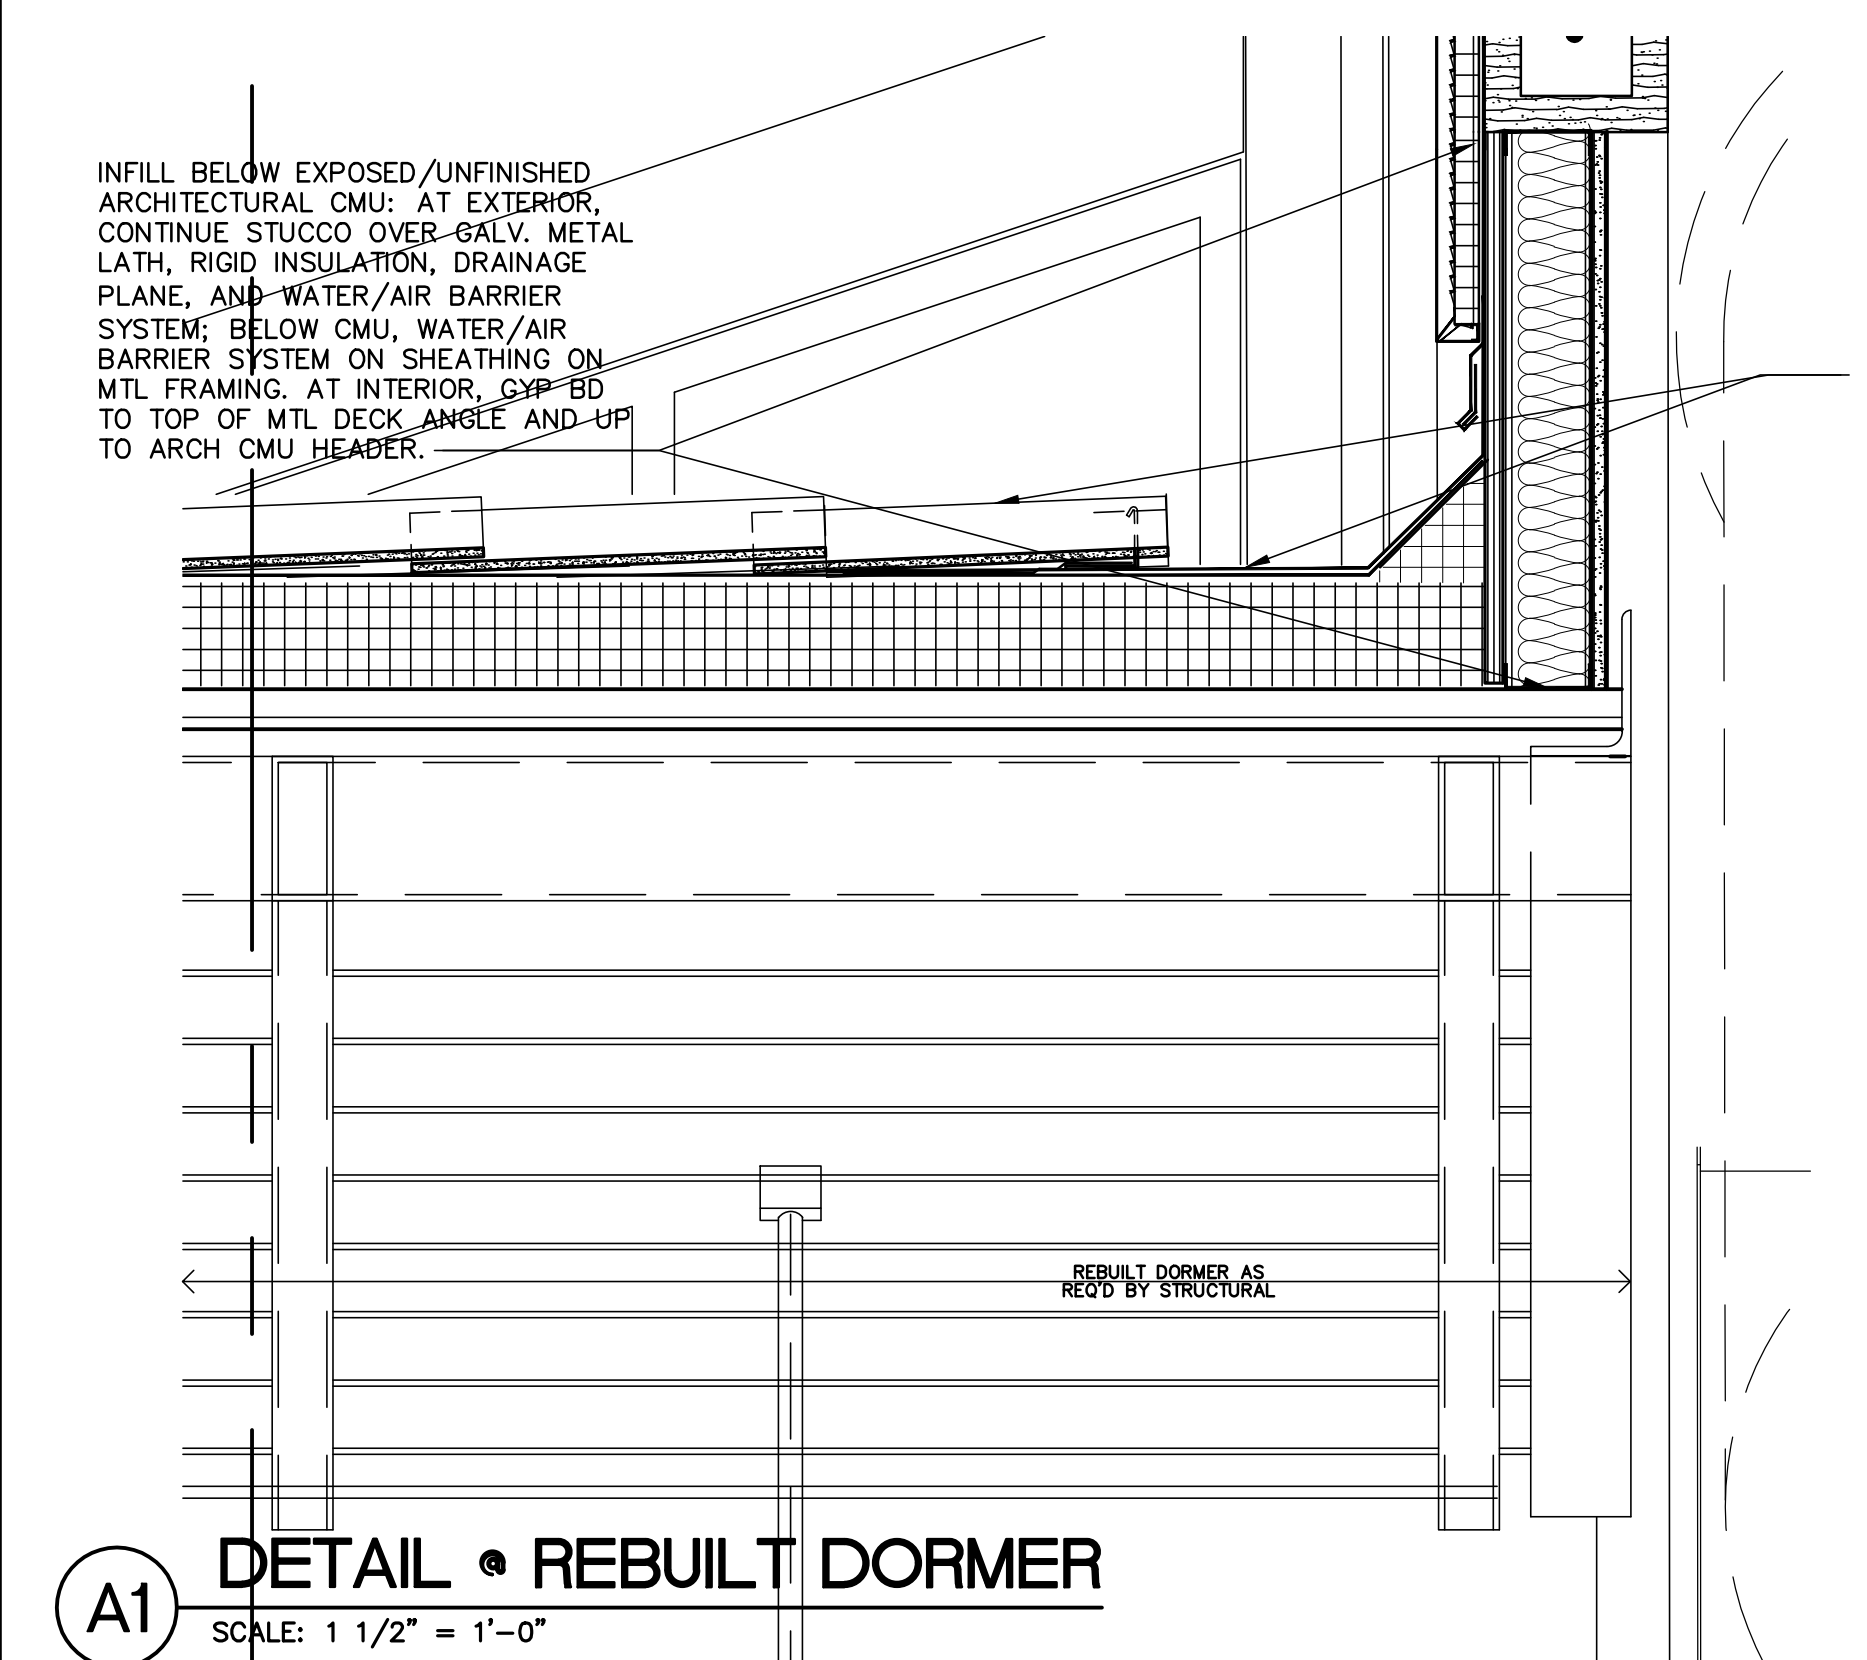 INFILL BELOW EXPOSED/UNFINISHED
ARCHITECTURAL CMU: AT EXTERIOR,
CONTINUE STUCCO OVER GALV. METAL
LATH, RIGID INSULATION, DRAINAGE
PLANE, AND WATER/AIR BARRIER
SYSTEM; BELOW CMU, WATER/AIR
BARRIER SYSTEM ON SHEATHING ON
MTL FRAMING. AT INTERIOR, GYP BD
TO TOP OF MTL DECK ANGLE AND UP
TO ARCH CMU HEADER.
REBUILT DORMER AS
REQ'D BY STRUCTURAL
DETAIL @ REBUILT DORMER
A1
SCALE: 1 1/2" = 1'-0"